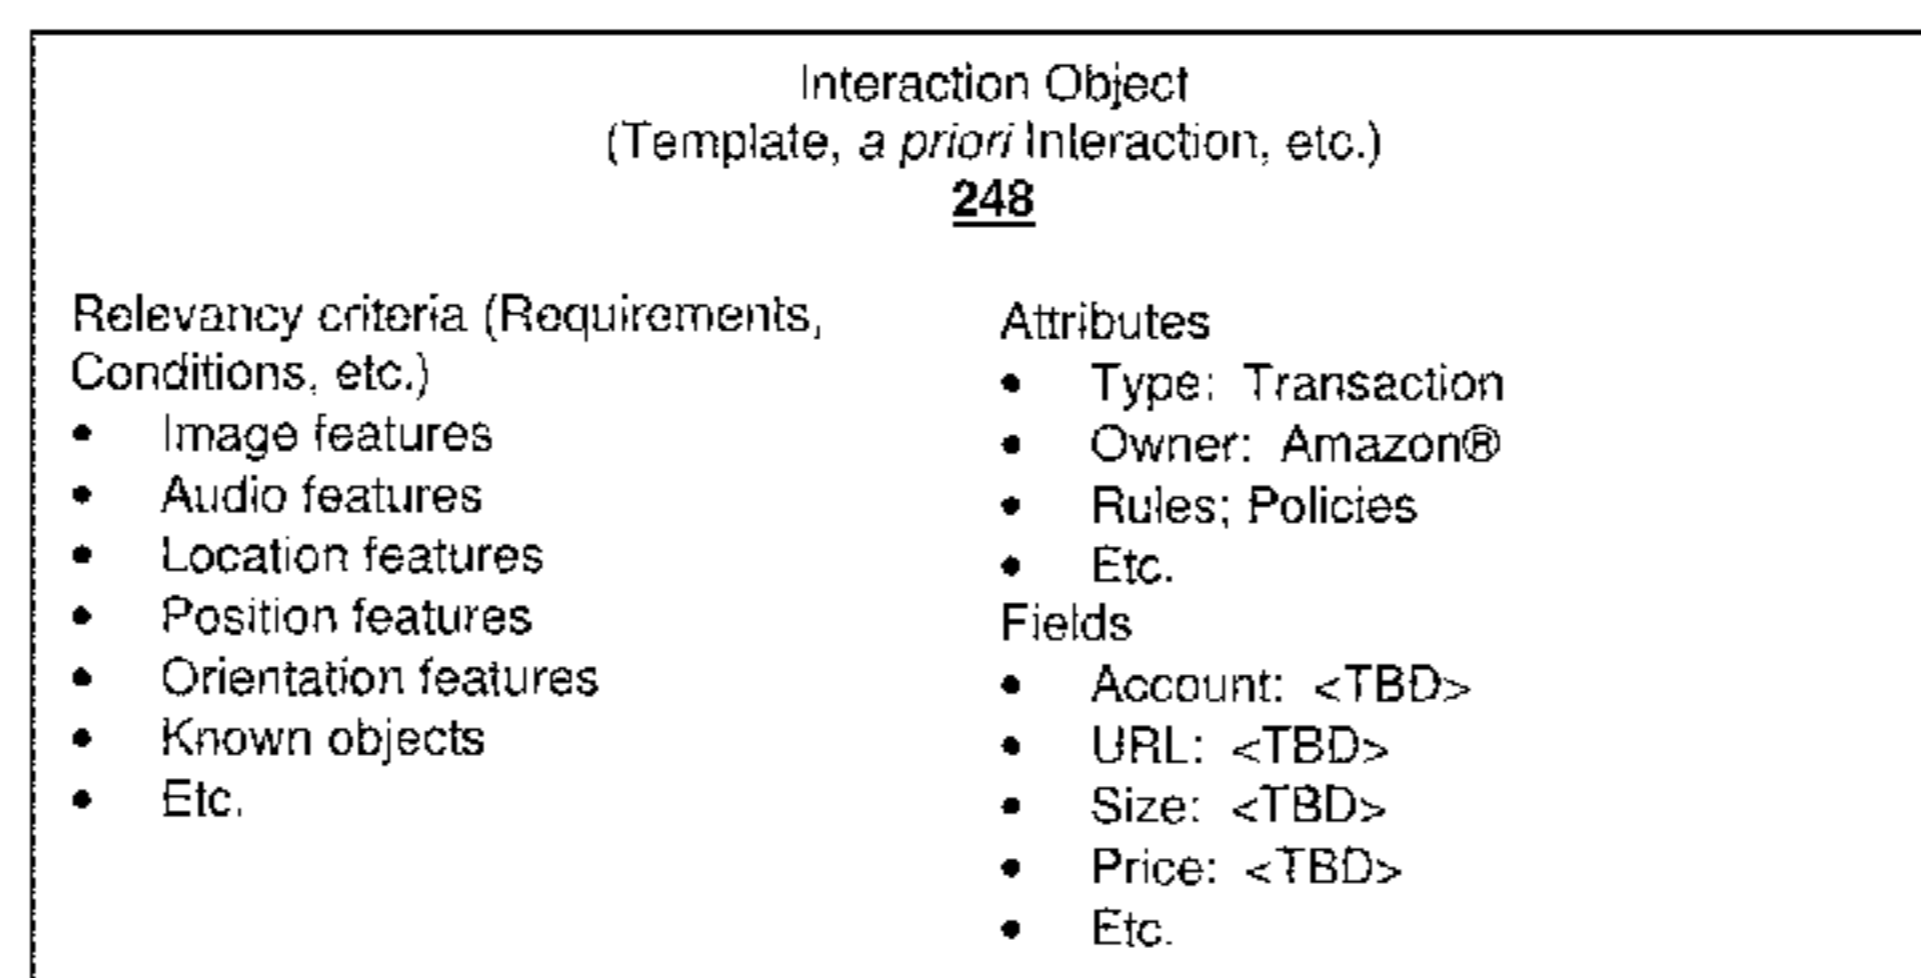 Interaction Object
(Template, a priori Interaction, etc.)
248
Relevancy criteria (Requirements,
Conditions, etc.)
• Image features
• Audio features
• Location features
• Position features
• Orientation features
• Known objects
• Etc.
Attributes
• Type: Transaction
• Owner: Amazon®
• Rules; Policies
• Etc.
Fields
• Account: <TBD>
• URL: <TBD>
• Size: <TBD>
• Price: <TBD>
• Etc.